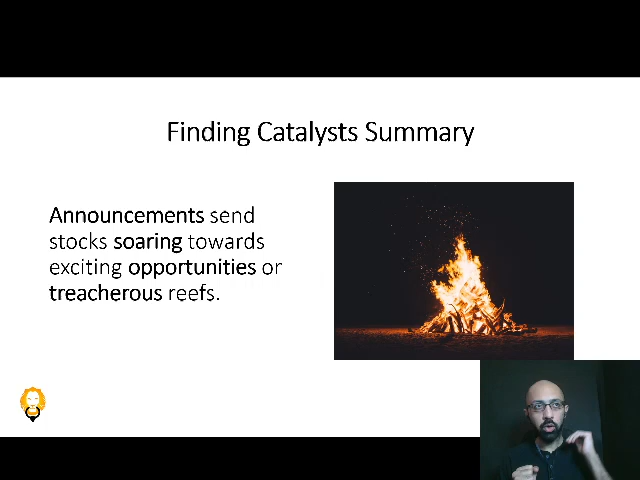 Finding Catalysts Summary
Announcements send
stocks soaring towards
exciting opportunities or
treacherous reefs.